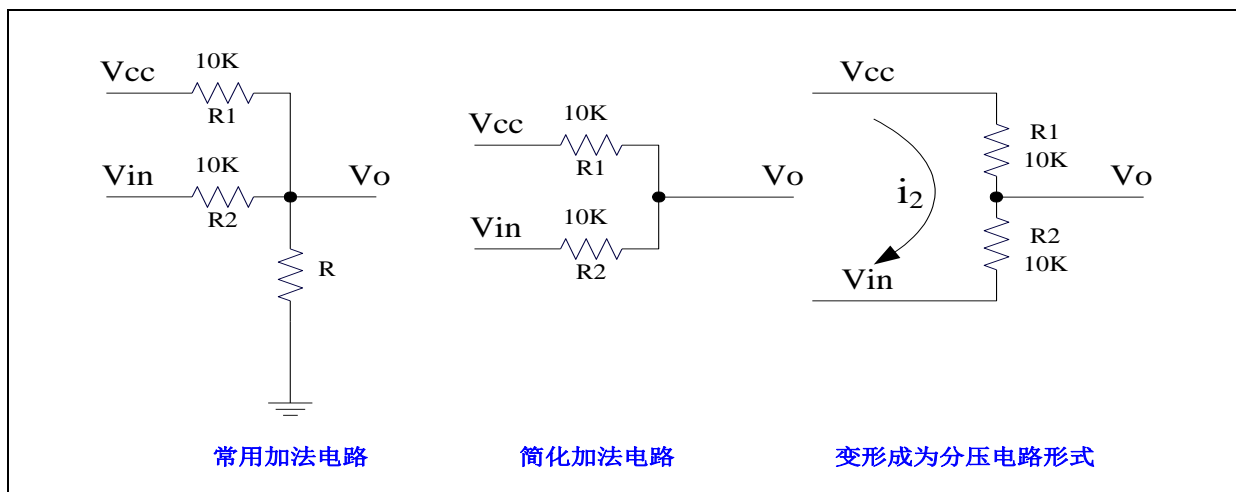 10K
Vcc
R1
10K
Vin
R2
Vo
R
常用加法电路
10K
Vcc
R1
10K
Vin
R2
Vo
简化加法电路
Vcc
R1
10K
Vo
i2
R2
10K
Vin
变形成为分压电路形式